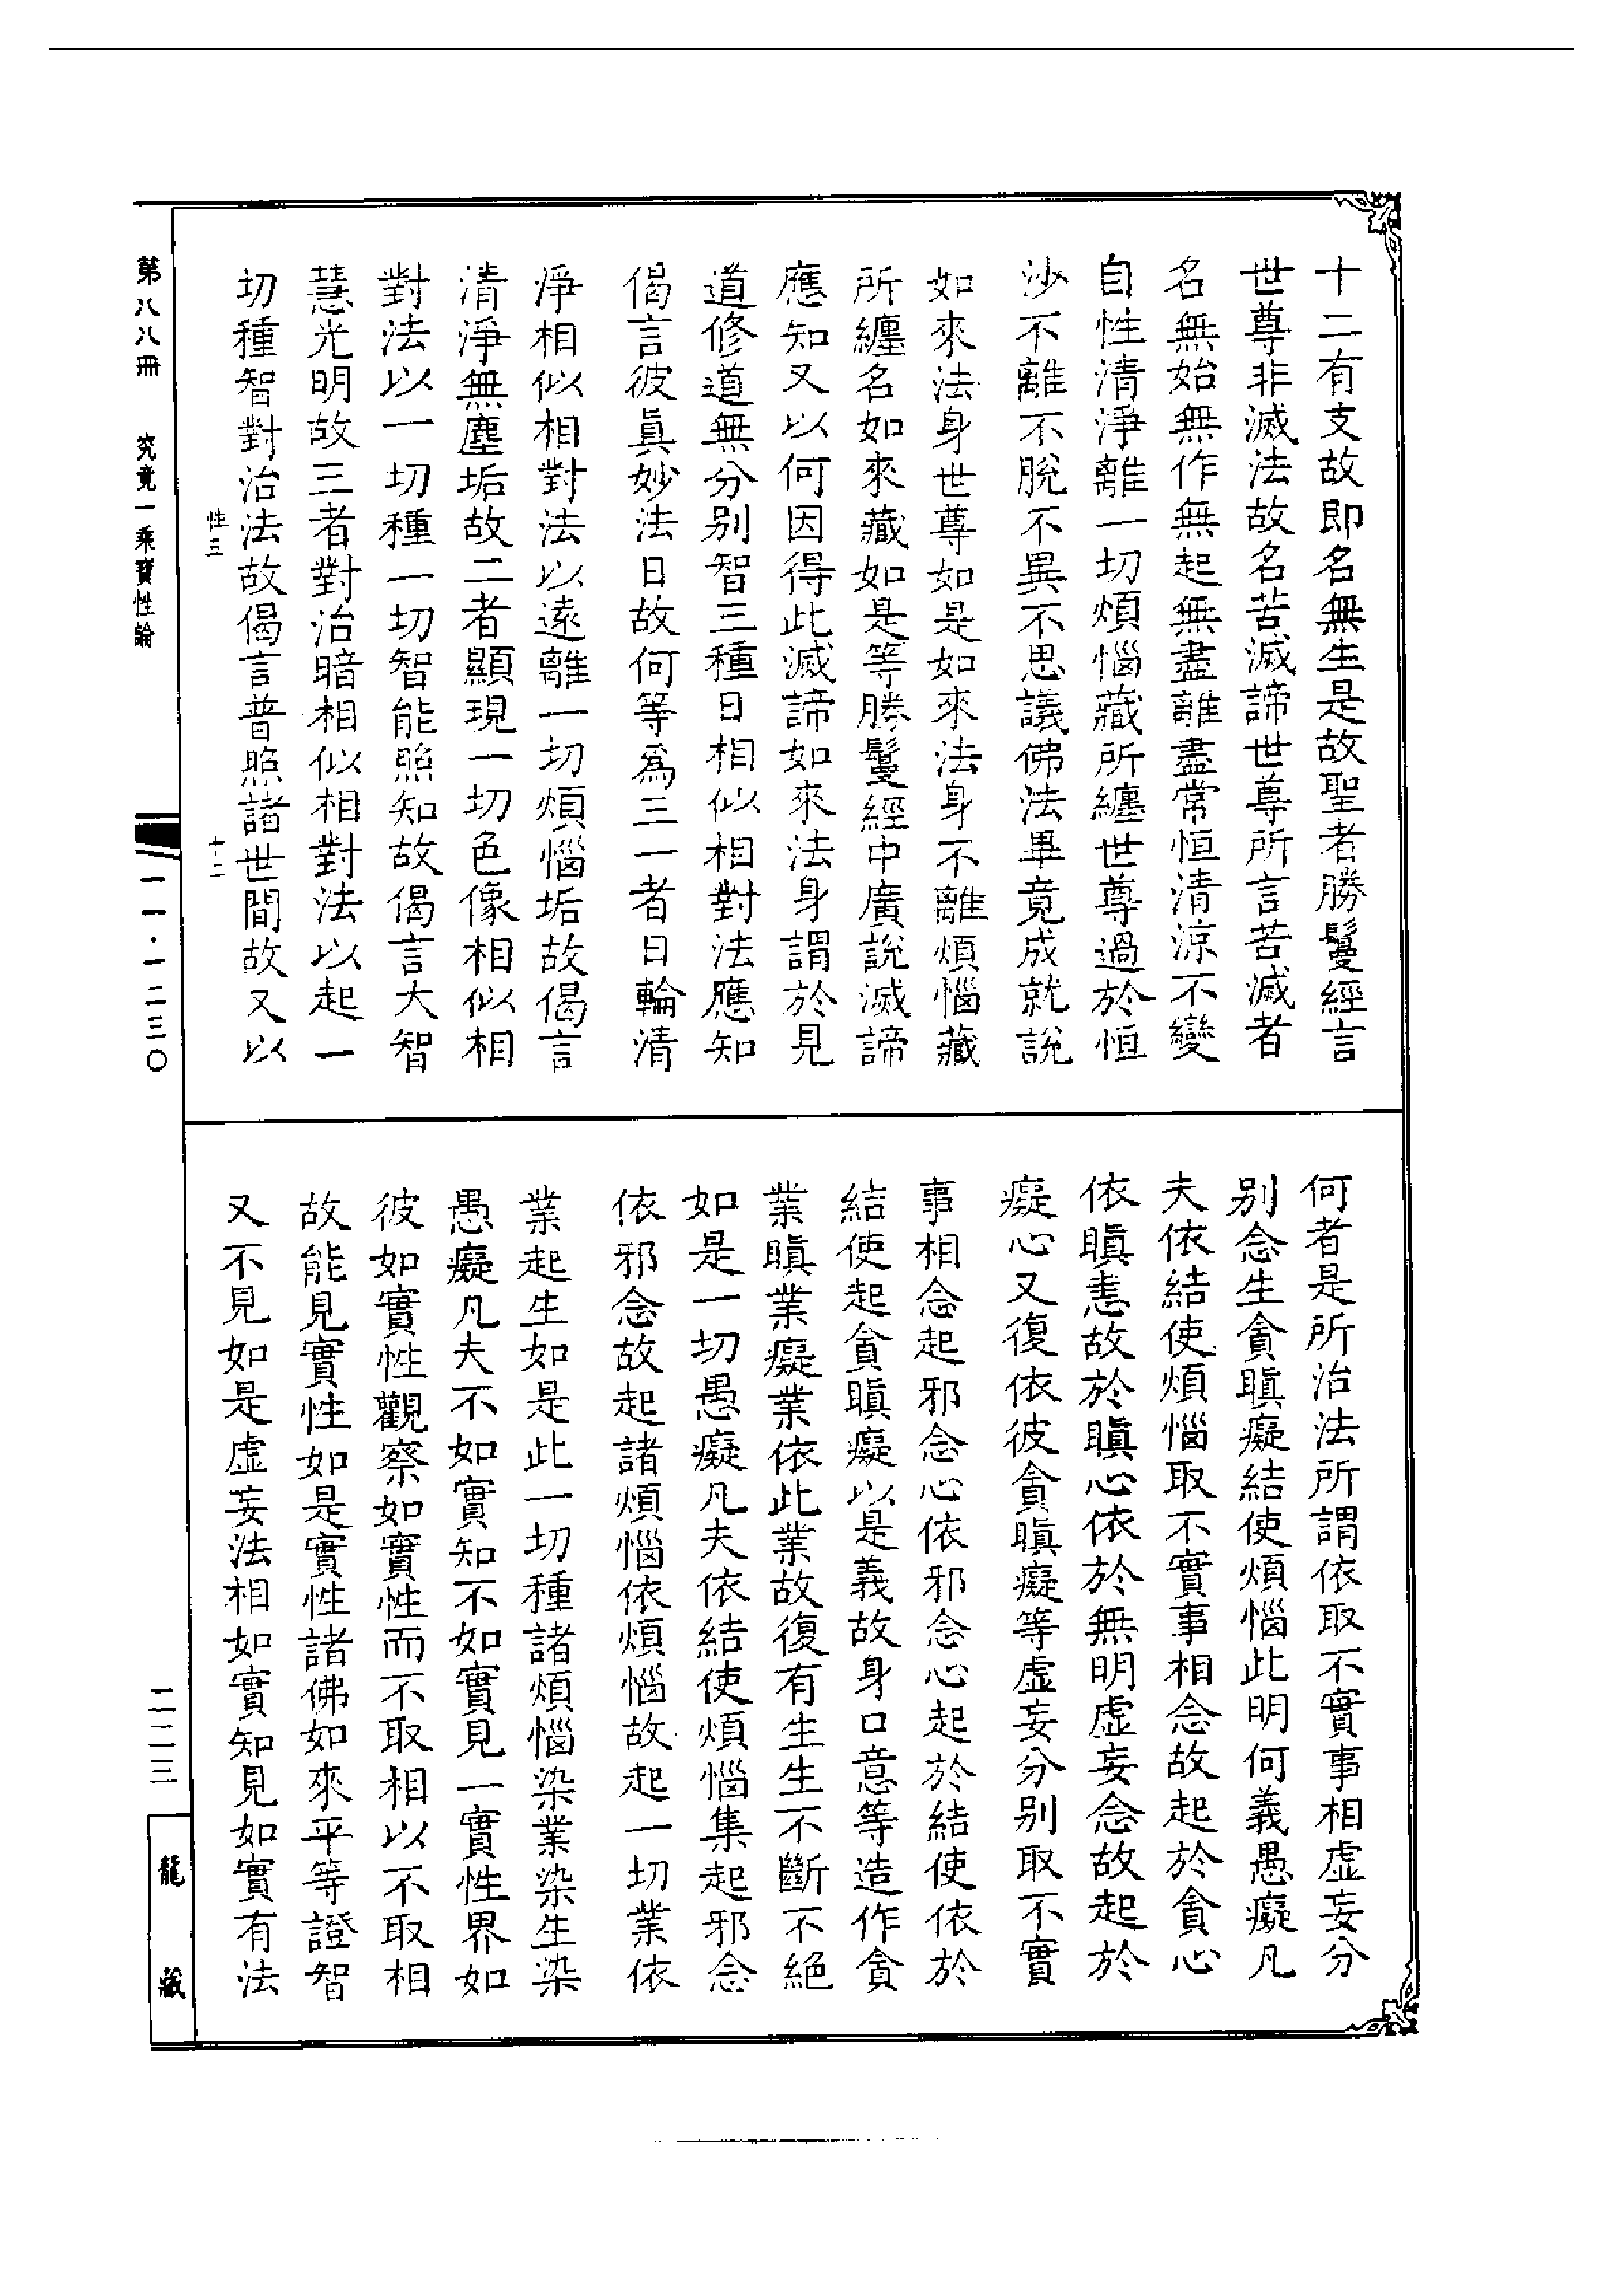 十二有支故即名無生是故聖者勝鬘經言
世尊非滅法故名苦滅諦世尊所言苦滅者
名無始無作無起無盡離盡常恒清涼不變
自性清淨離一切煩惱藏所纏世尊過於恒
沙不離不脫不異不思議佛法畢竟成就說
如來法身世尊如是如來法身不離煩惱藏
所纏名如來藏如是等勝鬘經中廣說滅諦
應知又以何因得此滅諦如來法身謂於見
道修道無分別智三種日相似相對法應知
偈言彼眞妙法日故何等爲三一者日輪清
淨相似相對法以遠離一切煩惱垢故偈言
清淨無塵垢故二者顯現一切色像相似相
對法以一切種一切智能照知故偈言大智
慧光明故三者對治暗相似相對法以起一
切種智對治法故偈言普照諸世間故又以
何者是所治法所謂依取不實事相虛妄分
別念生貪瞋癡結使煩惱此明何義愚癡凡
夫依結使煩惱取不實事相念故起於貪心
依瞋恚故於瞋心依於無明虛妄念故起於
癡心又復依彼貪瞋癡等虛妄分別取不實
事相念起邪念心依邪念心起於結使依於
結使起貪瞋癡以是義故身口意等造作貪
業瞋業癡業依此業故復有生生不斷不絕
如是一切愚癡凡夫依結使煩惱集起邪念
依邪念故起諸煩惱依煩惱故起一切業依
業起生如是此一切種諸煩惱染業染生染
愚癡凡夫不如實知不如實見一實性界如
彼如實性觀察如實性而不取相以不取相
故能見實性如是實性諸佛如來平等證智
又不見如是虛妄法相如實知見如實有法
性三
十二
第八八冊
究竟一乘寶性論
一一·一二三〇
二二三
龍藏